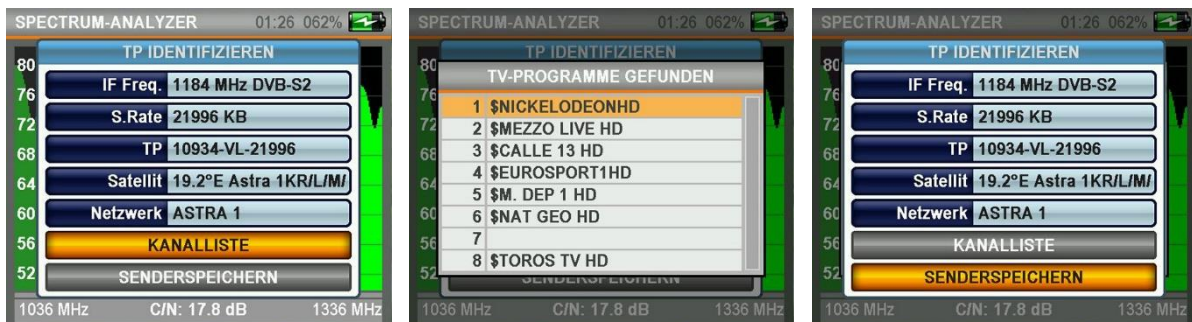 SPECTRUM-ANALYZER 01:26 062%
TP IDENTIFIZIEREN
80
IF Freq. 1184 MHz DVB-S2
76
S.Rate 21996 KB
72
TP 10934-VL-21996
68
Satellit 19.2°E Astra 1KR/L/M/
64
Netzwerk ASTRA 1
60
KANALLISTE
56
SENDERSPEICHERN
52
1036 MHz C/N: 17.8 dB 1336 MHz
SPECTRUM-ANALYZER 01:26 062%
TP IDENTIFIZIEREN
80
TV-PROGRAMME GEFUNDEN
76
1 $NICKELODEONHD
72
2 $MEZZO LIVE HD
3 $CALLE 13 HD
68
4 $EUROSPORT1HD
64
5 $M. DEP 1 HD
60
6 $NAT GEO HD
56
7
8 $TOROS TV HD
52
SENDERSPEICHERN
1036 MHz C/N: 17.8 dB 1336 MHz
SPECTRUM-ANALYZER 01:26 062%
TP IDENTIFIZIEREN
80
IF Freq. 1184 MHz DVB-S2
76
S.Rate 21996 KB
72
TP 10934-VL-21996
68
Satellit 19.2°E Astra 1KR/L/M/
64
Netzwerk ASTRA 1
60
KANALLISTE
56
SENDERSPEICHERN
52
1036 MHz C/N: 17.8 dB 1336 MHz